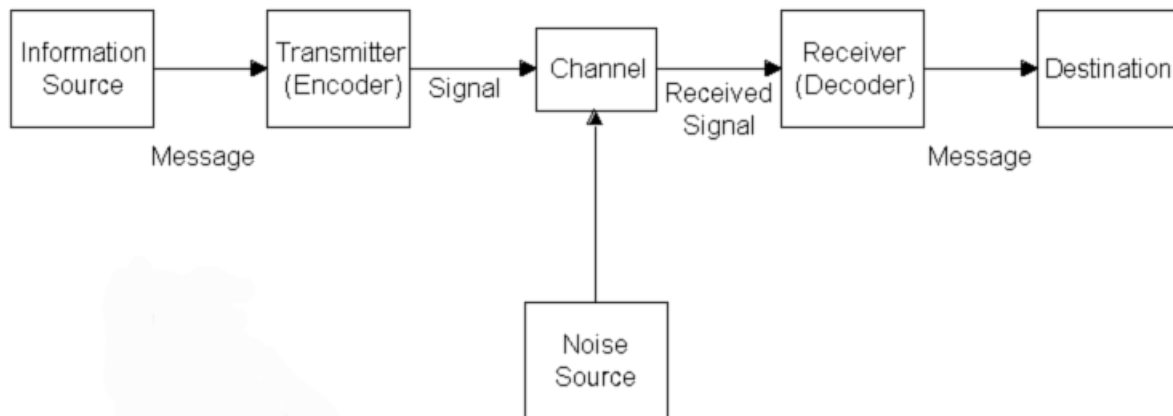 Information
Source
Transmitter
(Encoder)
Channel
Receiver
(Decoder)
Destination
Signal
Received
Signal
Message
Message
Noise
Source